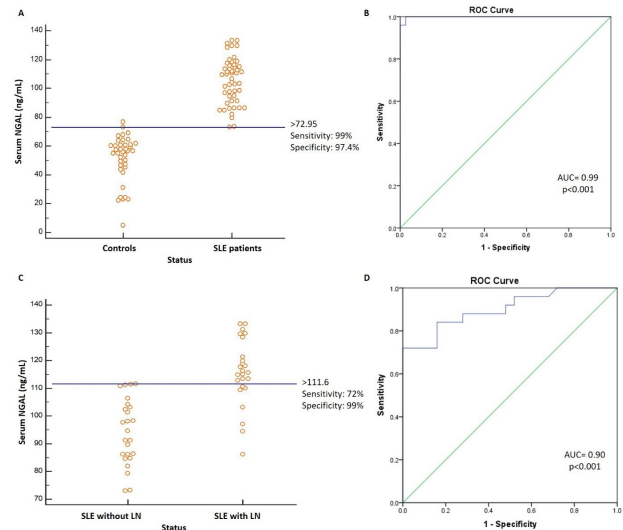 A
Serum NGAL (ng/mL)
140
120
100
80
60
40
20
0
>72.95
Sensitivity: 99%
Specificity: 97.4%
Controls
SLE patients
Status
B
ROC Curve
Sensitivity
1.0
0.8
0.6
0.4
0.2
0.0
AUC= 0.99
p<0.001
0.0 0.2 0.4 0.6 0.8 1.0
1 - Specificity
C
Serum NGAL (ng/mL)
140
130
120
110
100
90
80
70
>111.6
Sensitivity: 72%
Specificity: 99%
SLE without LN
SLE with LN
Status
D
ROC Curve
Sensitivity
1.0
0.8
0.6
0.4
0.2
0.0
AUC= 0.90
p<0.001
0.0 0.2 0.4 0.6 0.8 1.0
1 - Specificity